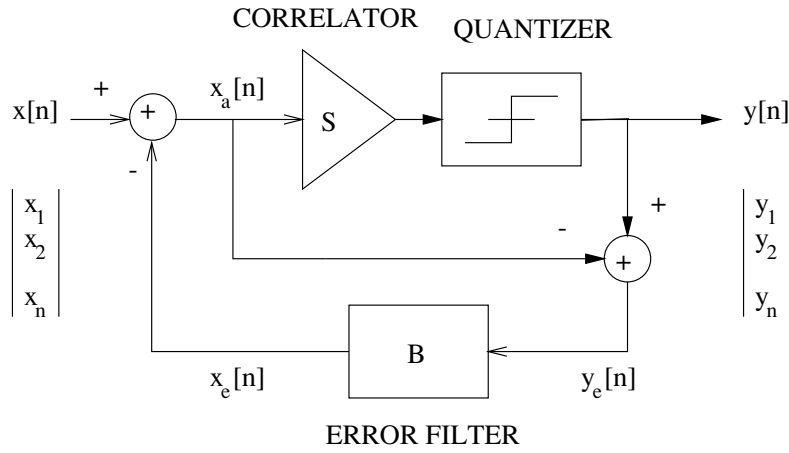 CORRELATOR
QUANTIZER
x[n]
+
+
x_a[n]
S
y[n]
-
x_1
x_2
x_n
-
+
+
y_1
y_2
y_n
B
x_e[n]
y_e[n]
ERROR FILTER